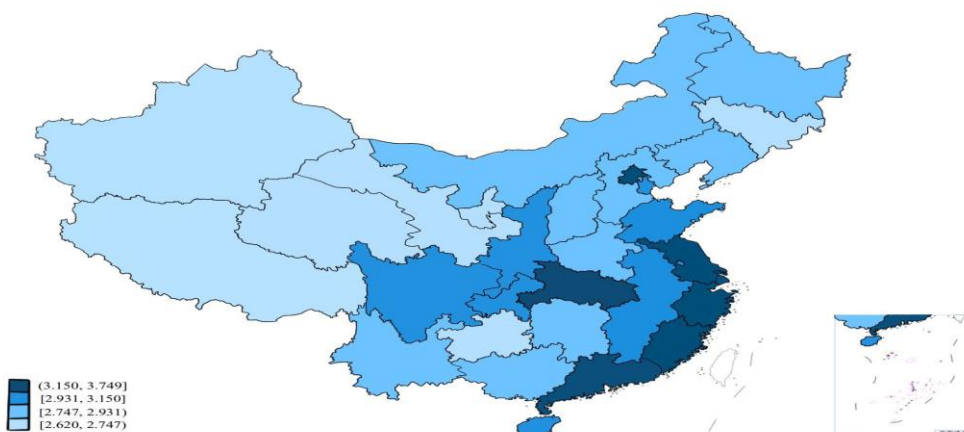 (3.150, 3.749]
[2.931, 3.150]
[2.747, 2.931)
[2.620, 2.747)